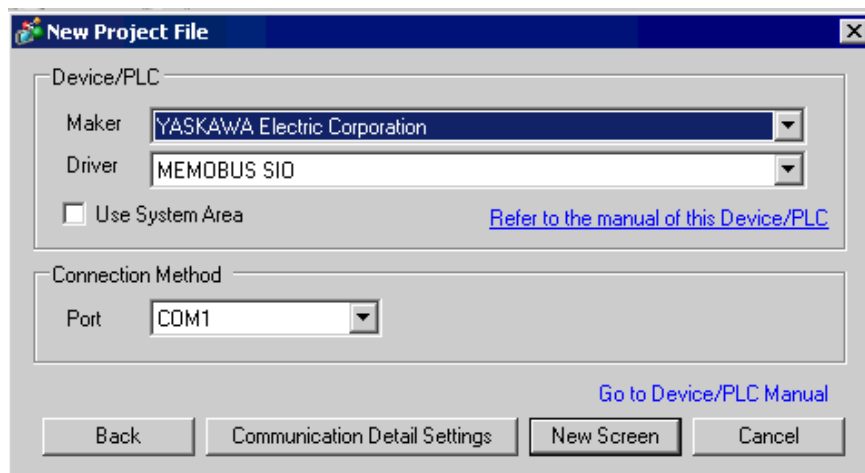 New Project File
Device/PLC
Maker YASKAWA Electric Corporation
Driver MEMOBUS SIO
Use System Area Refer to the manual of this Device/PLC
Connection Method
Port COM1
Go to Device/PLC Manual
Back Communication Detail Settings New Screen Cancel